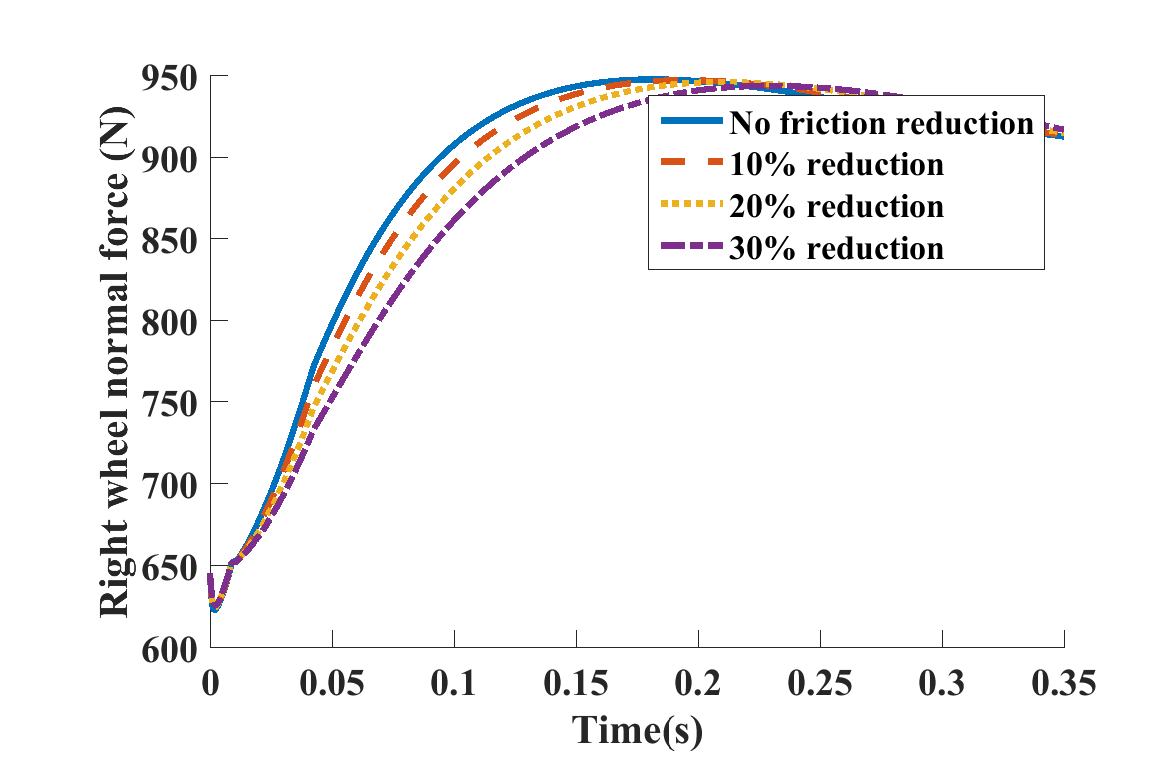 Right wheel normal force (N)
950
900
850
800
750
700
650
600
0
0.05
0.1
0.15
0.2
0.25
0.3
0.35
Time(s)
No friction reduction
10% reduction
20% reduction
30% reduction